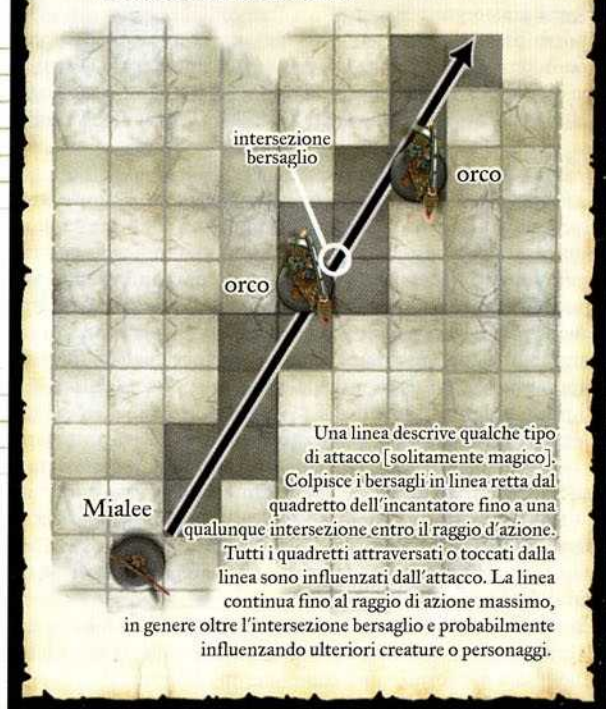 intersezione
bersaglio
orco
orco
Mialee
Una linea descrive qualche tipo
di attacco [solitamente magico].
Colpisce i bersagli in linea retta dal
quadretto dell'incantatore fino a una
qualunque intersezione entro il raggio d'azione.
Tutti i quadretti attraversati o toccati dalla
linea sono influenzati dall'attacco. La linea
continua fino al raggio di azione massimo,
in genere oltre l'intersezione bersaglio e probabilmente
influenzando ulteriori creature o personaggi.